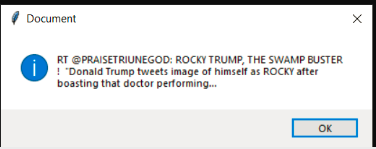 Document
RT @PRAISETRIUNEGOD: ROCKY TRUMP, THE SWAMP BUSTER
! "Donald Trump tweets image of himself as ROCKY after
boasting that doctor performing...
OK